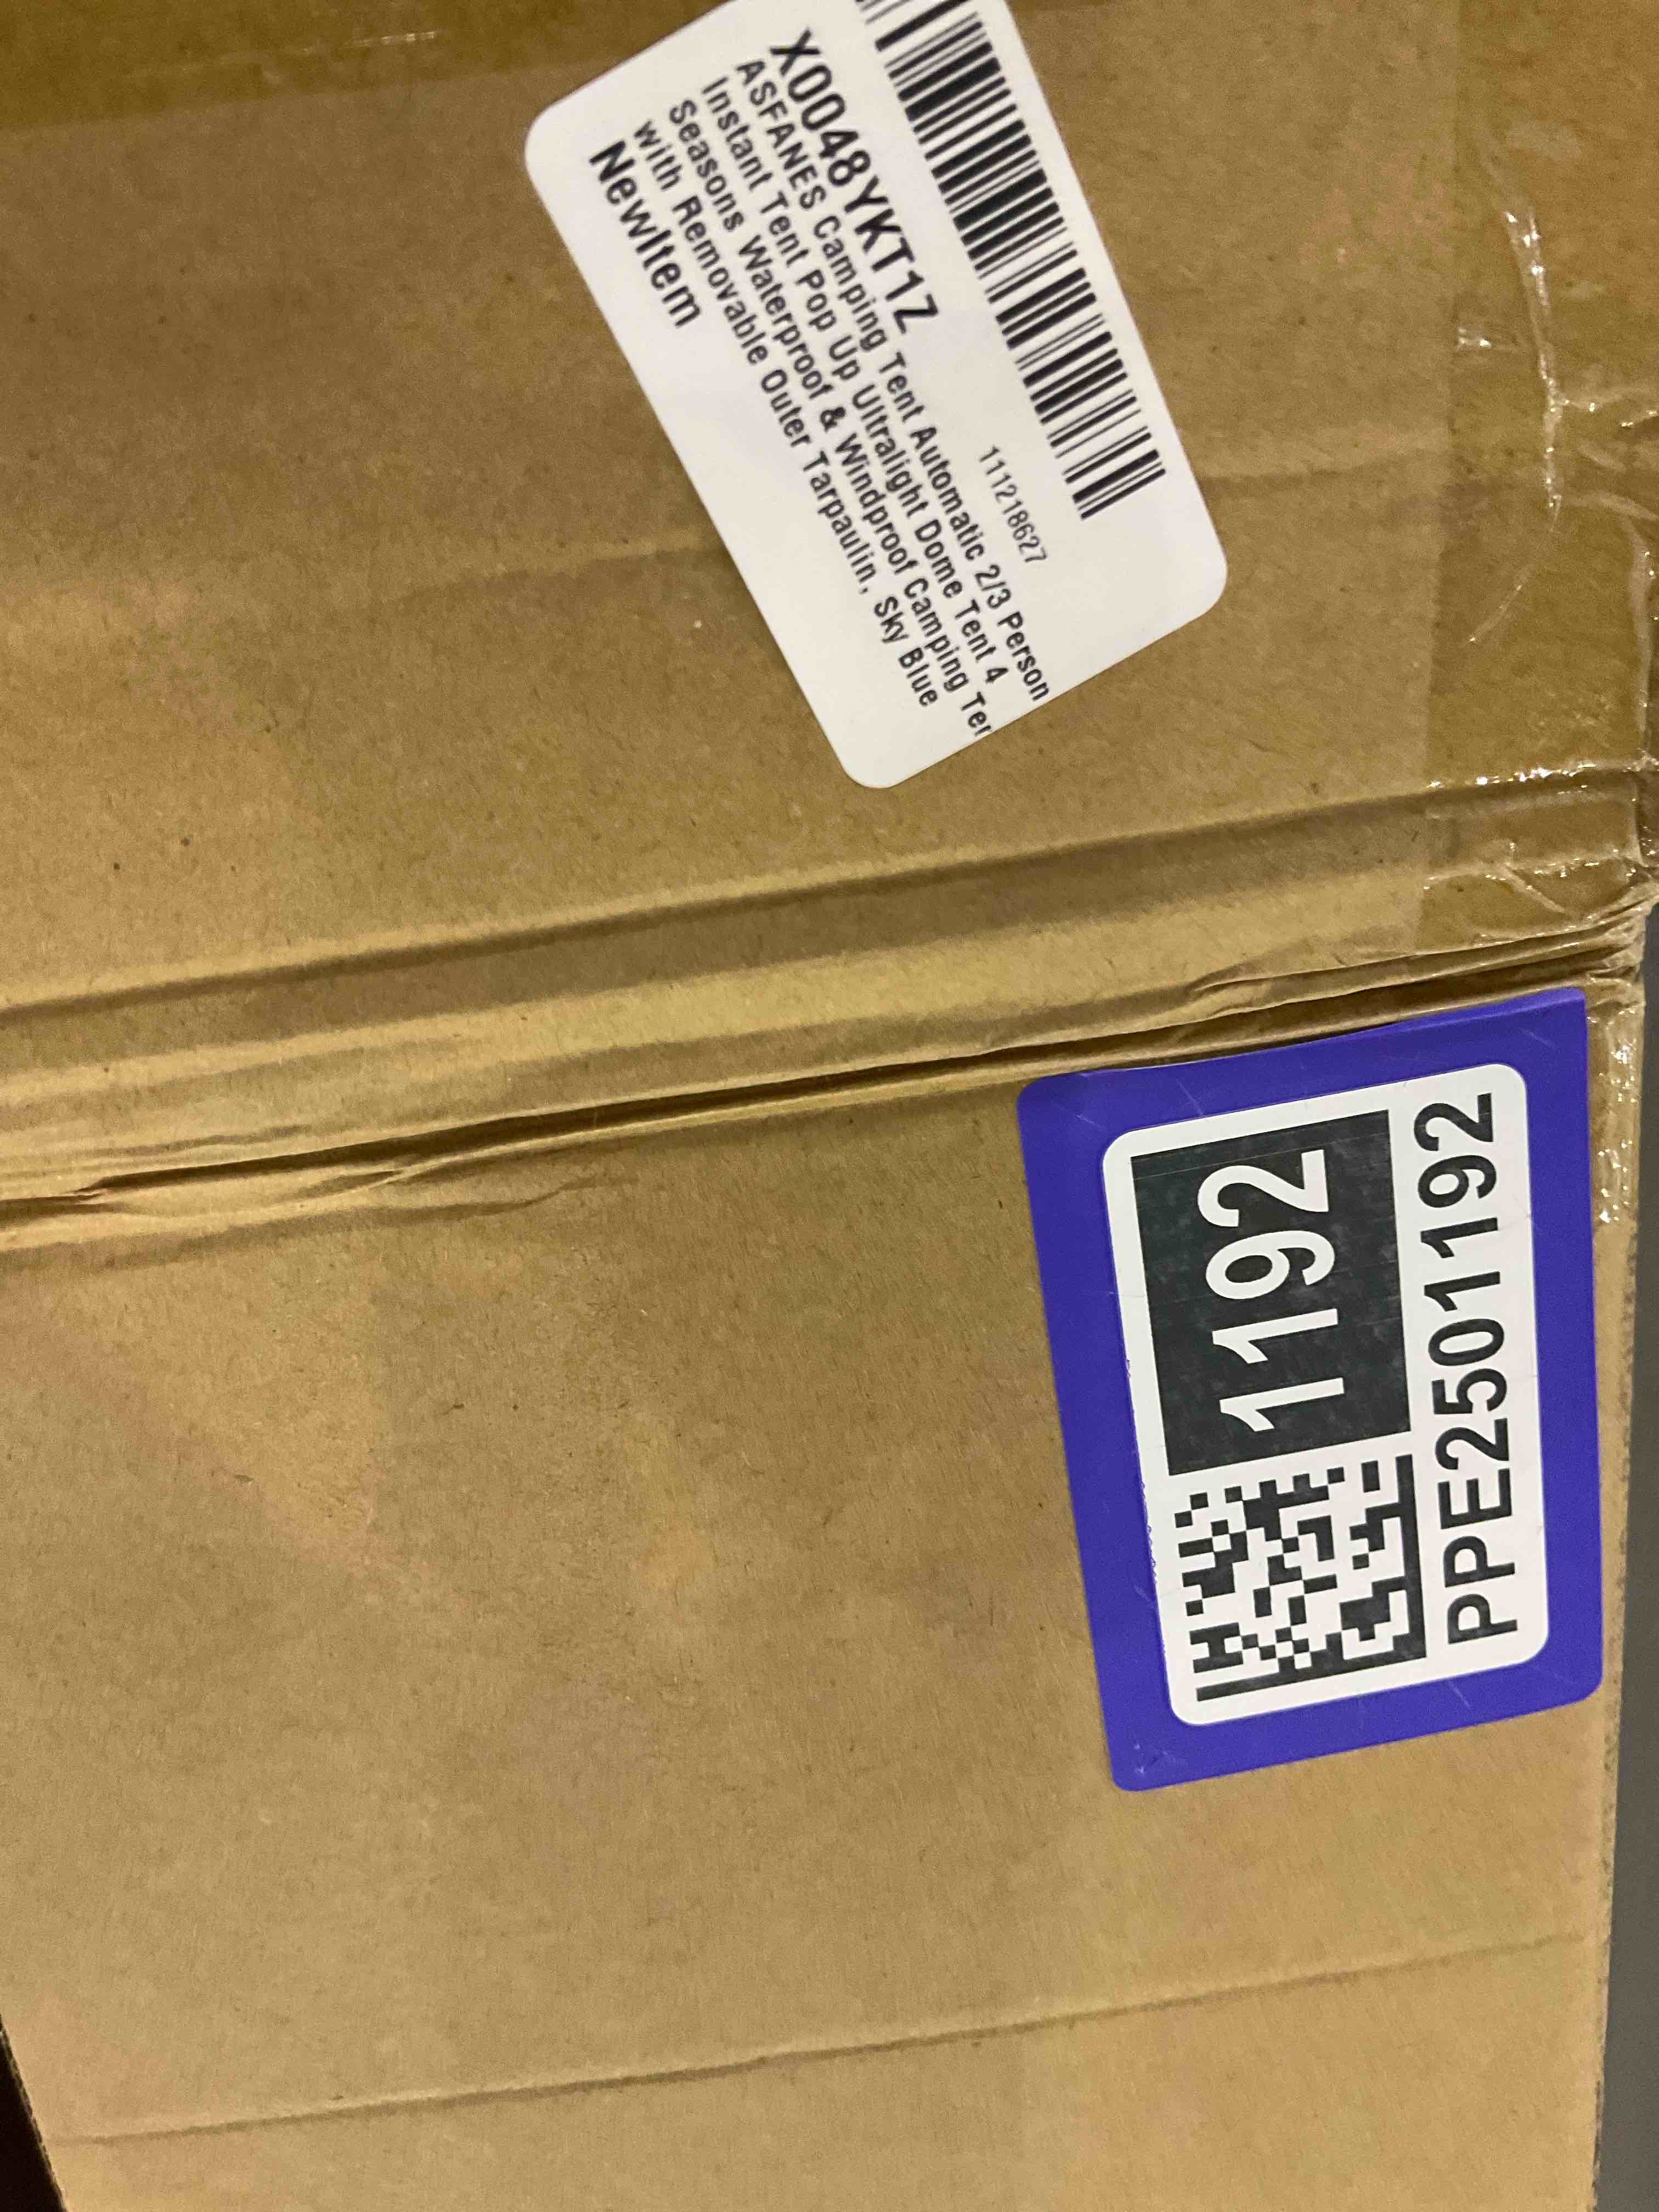 X0048YKT1Z
111218627
ASFANES Camping Tent Automatic 2/3 Person
Instant Tent Pop Up Ultralight Dome Tent 4
Seasons Waterproof & Windproof Camping Ten
with Removable Outer Tarpaulin, Sky Blue
NewItem
1192
PPE2501192